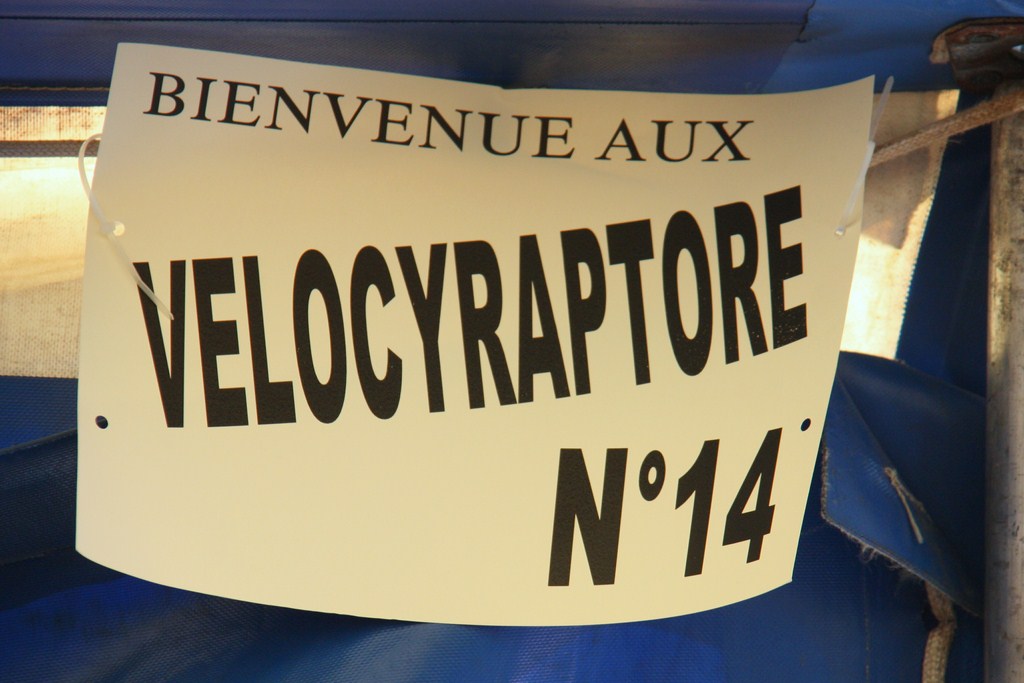 BIENVENUE AUX
VELOCYRAPTORE
N°14